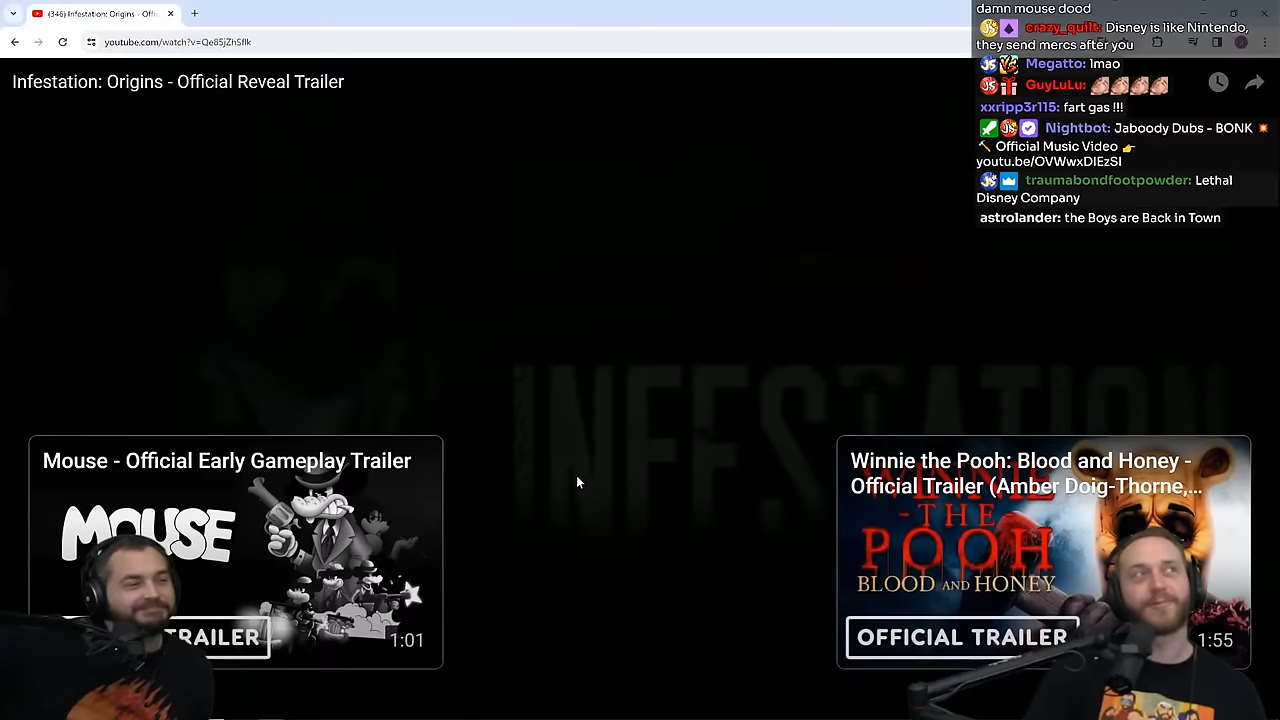 (346) Infestation: Origins - Offi
youtube.com/watch?v=Qe85jZhSflk
Infestation: Origins - Official Reveal Trailer
damn mouse dood
crazy_quilt: Disney is like Nintendo,
they send mercs after you
Megatto: lmao
GuyLuLu:
xxripp3r115: fart gas !!!
Nightbot: Jaboody Dubs - BONK 💥
🔨 Official Music Video 👉
youtu.be/OVWwxDIEzSI
traumabondfootpowder: Lethal
Disney Company
astrolander: the Boys are Back in Town
INFESTATION
Mouse - Official Early Gameplay Trailer
MOUSE
TRAILER
1:01
Winnie the Pooh: Blood and Honey -
Official Trailer (Amber Doig-Thorne,...
WINNIE
-THE
POOH
BLOOD AND HONEY
OFFICIAL TRAILER
1:55